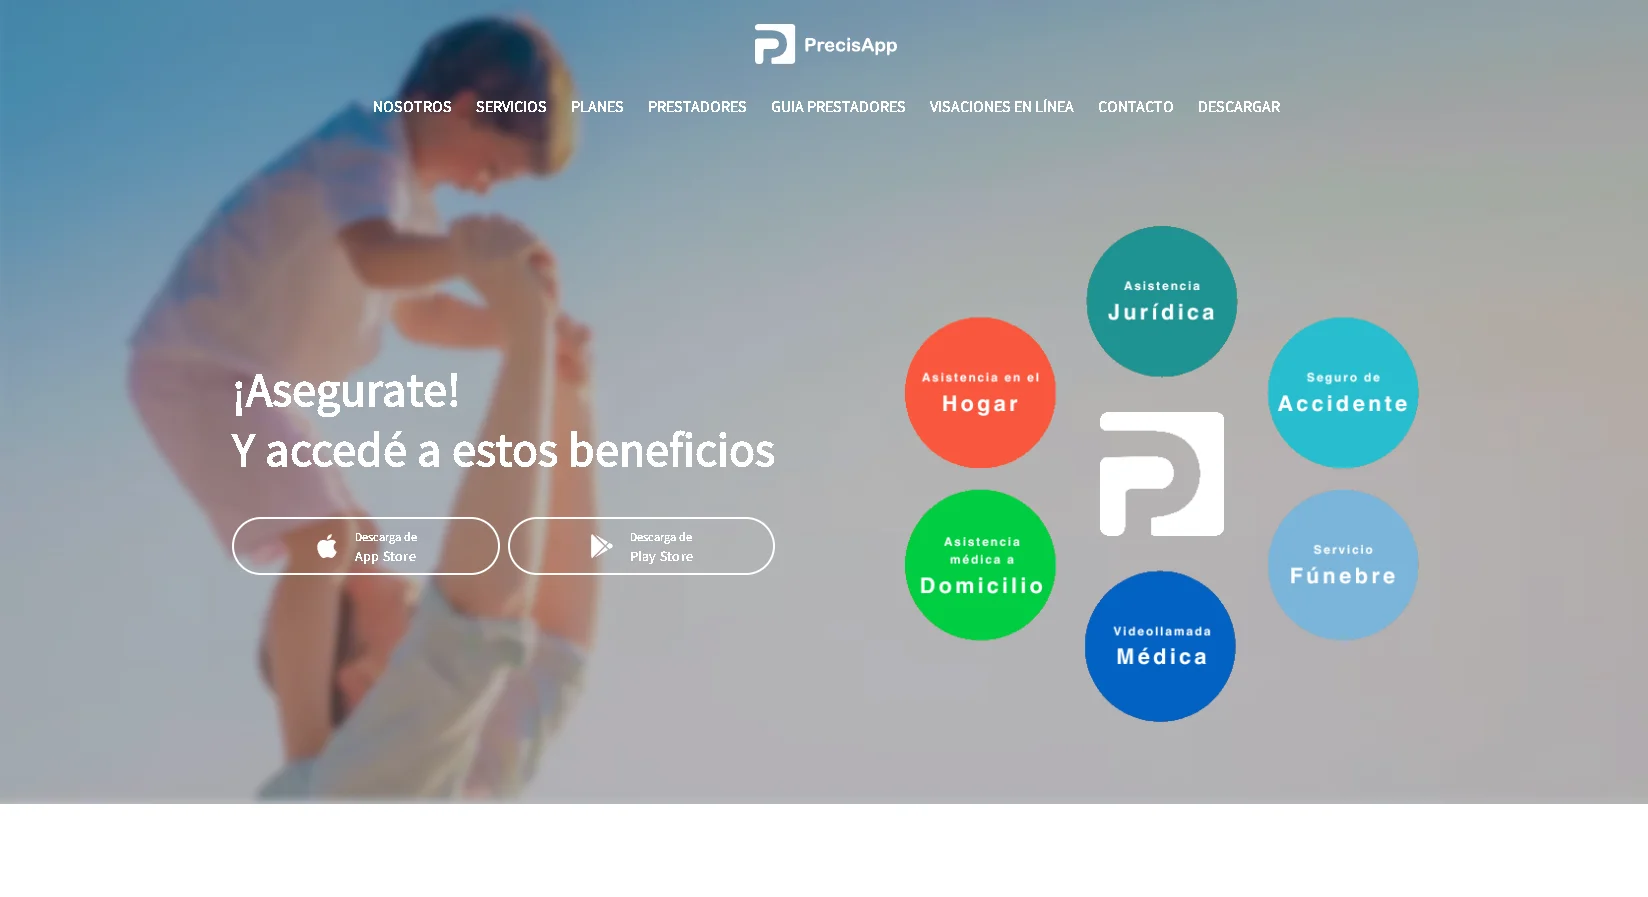 PrecisApp
NOSOTROS SERVICIOS PLANES PRESTADORES GUIA PRESTADORES VISACIONES EN LÍNEA CONTACTO DESCARGAR
¡Asegurate!
Y accedé a estos beneficios
Descarga de
App Store
Descarga de
Play Store
Asistencia
Jurídica
Asistencia en el
Hogar
Seguro de
Accidente
Asistencia
médica a
Domicilio
Servicio
Fúnebre
Videollamada
Médica